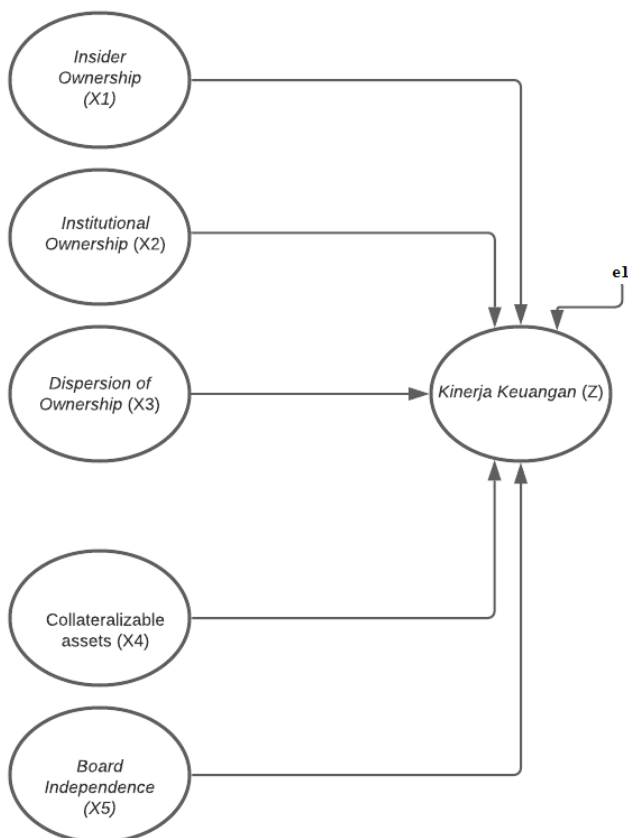 Insider
Ownership
(X1)
Institutional
Ownership (X2)
e1
Dispersion of
Ownership (X3)
Kinerja Keuangan (Z)
Collateralizable
assets (X4)
Board
Independence
(X5)